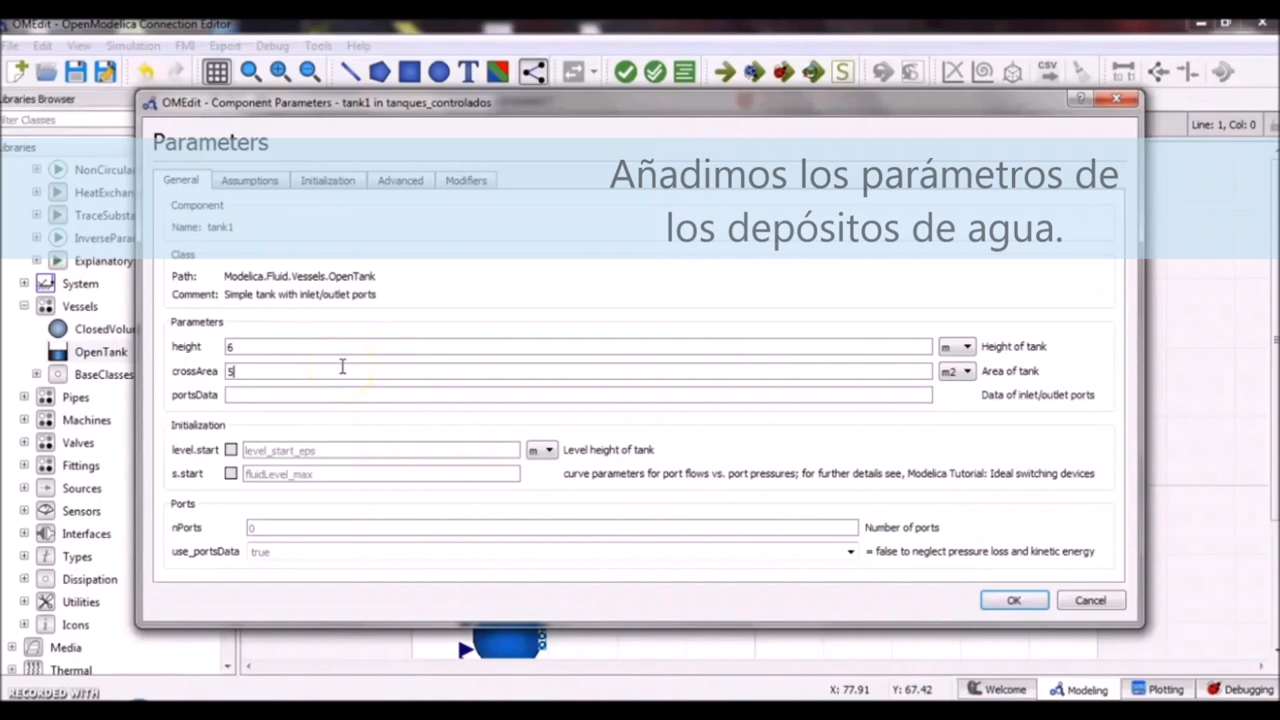 OMEdit - OpenModelica Connection Editor
File Edit View Simulation FMI Export Debug Tools Help
CSV
Libraries Browser
Filter Classes
Line: 1, Col: 0
Libraries
NonCircula
HeatExchan
TraceSubsta
InversePara
Explanatory
System
Vessels
ClosedVolu
OpenTank
BaseClasses
Pipes
Machines
Valves
Fittings
Sources
Sensors
Interfaces
Types
Dissipation
Utilities
Icons
Media
Thermal
OMEdit - Component Parameters - tank1 in tanques_controlados
Parameters
General Assumptions Initialization Advanced Modifiers
Añadimos los parámetros de
los depósitos de agua.
Component
Name: tank1
Class
Path: Modelica.Fluid.Vessels.OpenTank
Comment: Simple tank with inlet/outlet ports
Parameters
height 6 m Height of tank
crossArea 5 m2 Area of tank
portsData Data of inlet/outlet ports
Initialization
level.start level_start_eps m Level height of tank
s.start fluidLevel_max curve parameters for port flows vs. port pressures; for further details see, Modelica Tutorial: Ideal switching devices
Ports
nPorts 0 Number of ports
use_portsData true = false to neglect pressure loss and kinetic energy
OK Cancel
RECORDED WITH
X: 77.91 Y: 67.42 Welcome Modeling Plotting Debugging